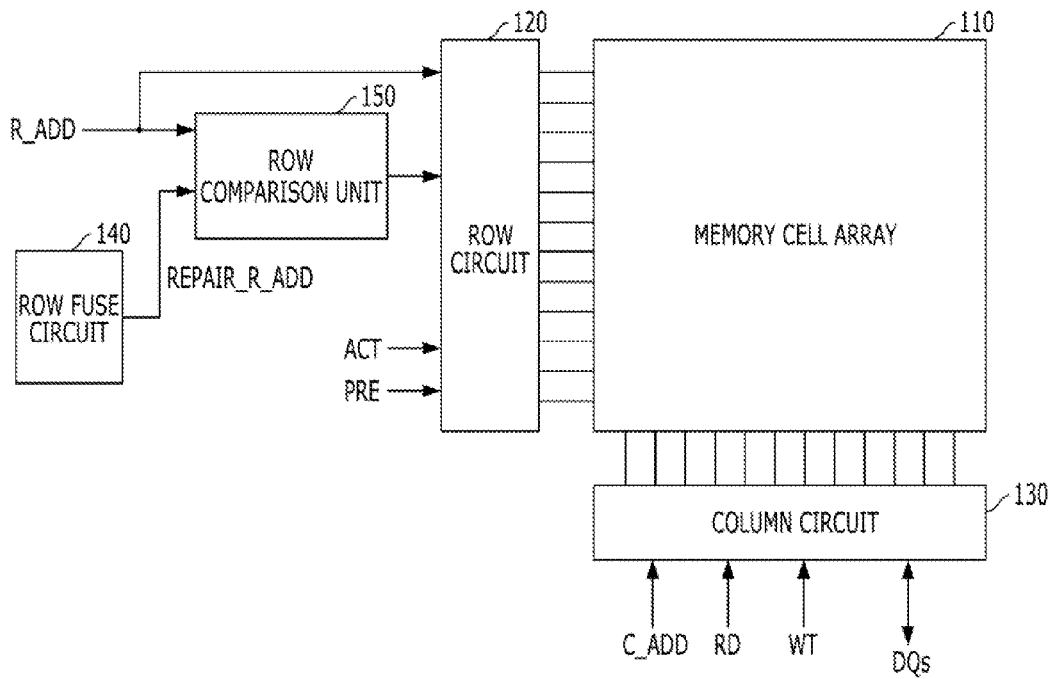 120
110
150
R_ADD
ROW
COMPARISON UNIT
140
ROW FUSE
CIRCUIT
REPAIR_R_ADD
ROW
CIRCUIT
MEMORY CELL ARRAY
ACT
PRE
COLUMN CIRCUIT
130
C_ADD
RD
WT
DQs